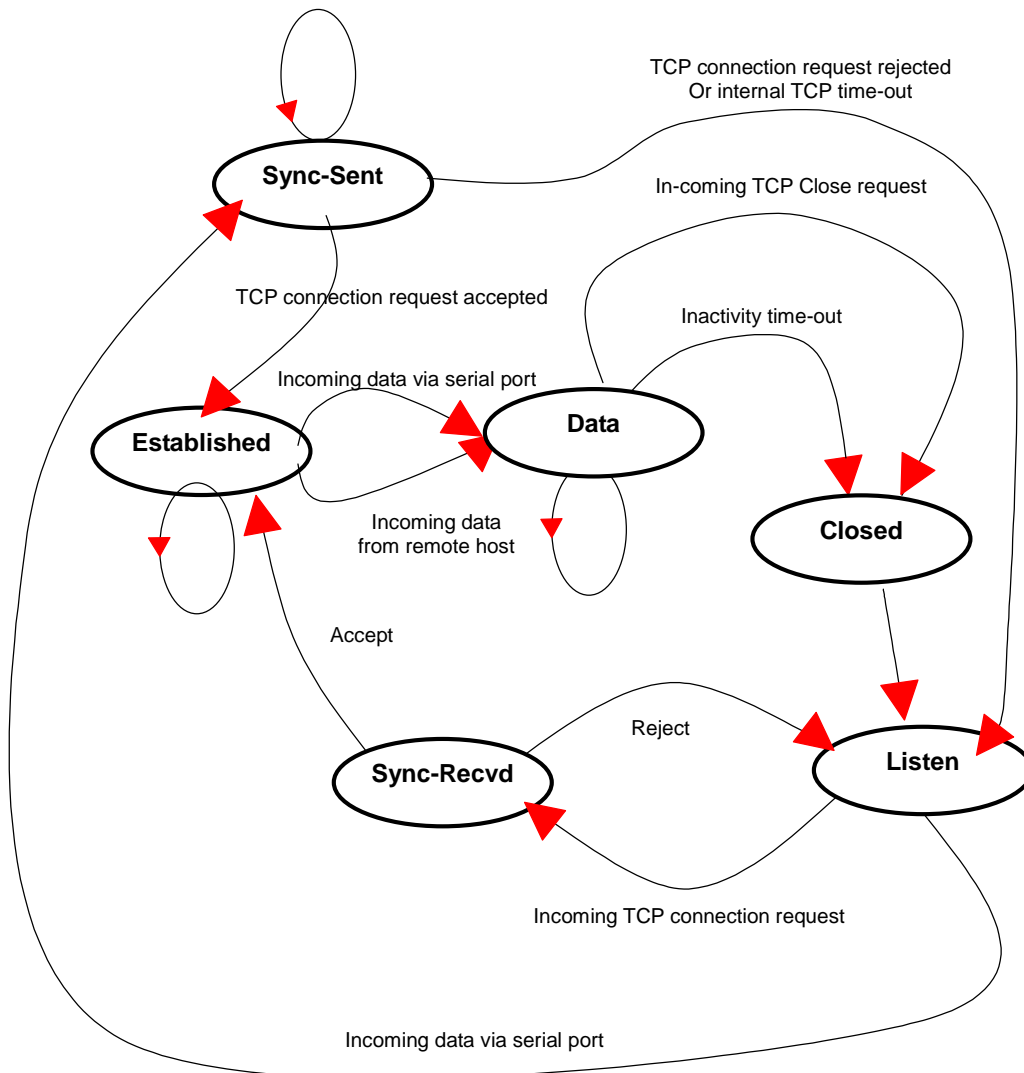 TCP connection request rejected
Or internal TCP time-out
Sync-Sent
In-coming TCP Close request
TCP connection request accepted
Inactivity time-out
Incoming data via serial port
Data
Established
Incoming data
from remote host
Closed
Accept
Reject
Listen
Sync-Recvd
Incoming TCP connection request
Incoming data via serial port